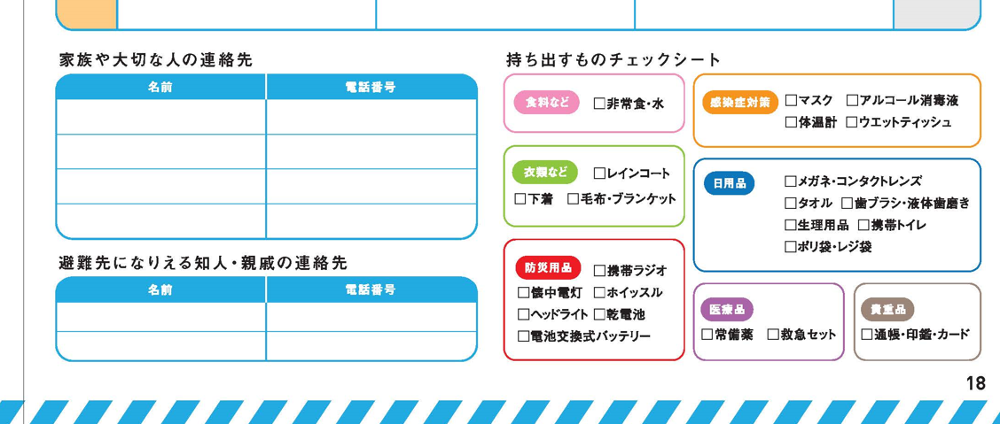 家族や大切な人の連絡先
名前 電話番号
避難先になりえる知人・親戚の連絡先
名前 電話番号
持ち出すものチェックシート
食料など □非常食・水
衣類など □レインコート
□下着 □毛布・ブランケット
防災用品 □携帯ラジオ
□懐中電灯 □ホイッスル
□ヘッドライト □乾電池
□電池交換式バッテリー
感染症対策 □マスク □アルコール消毒液
□体温計 □ウエットティッシュ
日用品 □メガネ・コンタクトレンズ
□タオル □歯ブラシ・液体歯磨き
□生理用品 □携帯トイレ
□ポリ袋・レジ袋
医療品
□常備薬 □救急セット
貴重品
□通帳・印鑑・カード
18